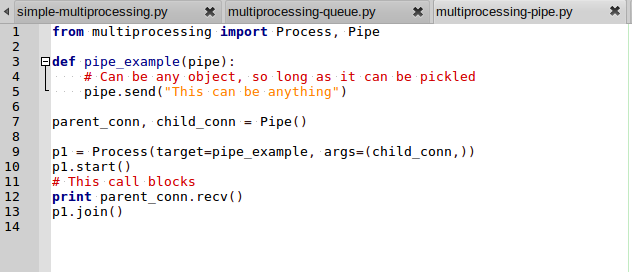 simple-multiprocessing.py multiprocessing-queue.py multiprocessing-pipe.py
1 from multiprocessing import Process, Pipe
2
3 def pipe_example(pipe):
4     # Can be any object, so long as it can be pickled
5     pipe.send("This can be anything")
6
7 parent_conn, child_conn = Pipe()
8
9 p1 = Process(target=pipe_example, args=(child_conn,))
10 p1.start()
11 # This call blocks
12 print parent_conn.recv()
13 p1.join()
14